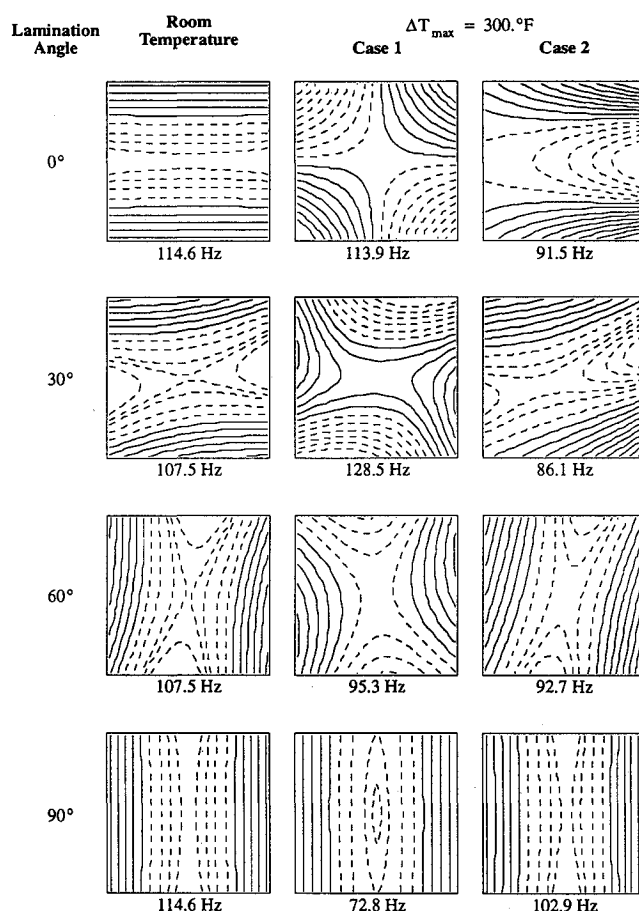 Lamination Angle
Room Temperature
ΔT_max = 300.°F
Case 1
Case 2
0°
114.6 Hz
113.9 Hz
91.5 Hz
30°
107.5 Hz
128.5 Hz
86.1 Hz
60°
107.5 Hz
95.3 Hz
92.7 Hz
90°
114.6 Hz
72.8 Hz
102.9 Hz